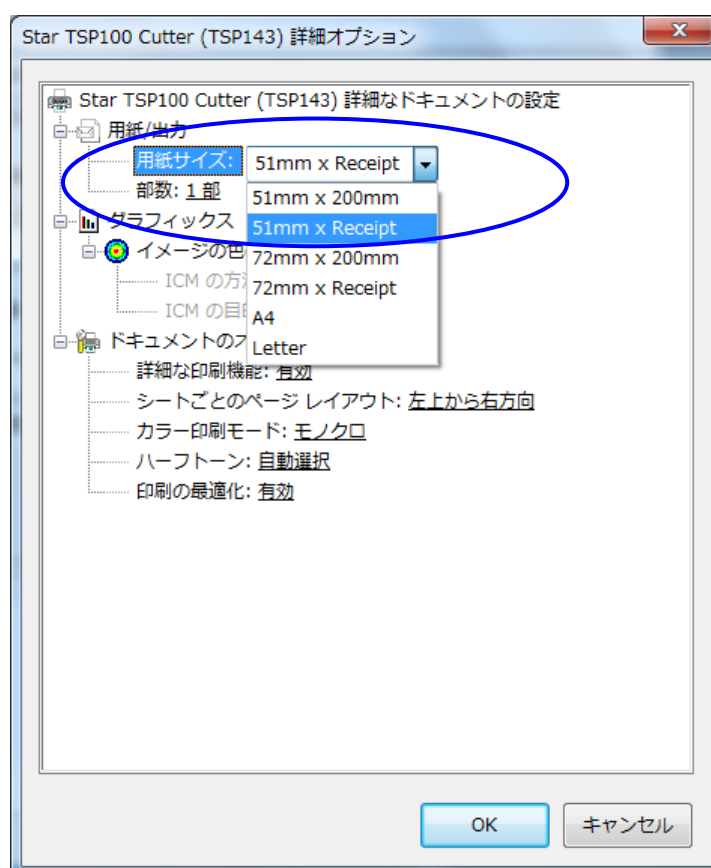 Star TSP100 Cutter (TSP143) 詳細オプション
Star TSP100 Cutter (TSP143) 詳細なドキュメントの設定
用紙/出力
用紙サイズ: 51mm x Receipt
部数: 1 部
51mm x 200mm
グラフィックス
51mm x Receipt
イメージの色
72mm x 200mm
ICM の方
72mm x Receipt
ICM の目
A4
ドキュメントのオ
Letter
詳細な印刷機能: 有効
シートごとのページ レイアウト: 左上から右方向
カラー印刷モード: モノクロ
ハーフトーン: 自動選択
印刷の最適化: 有効
OK
キャンセル